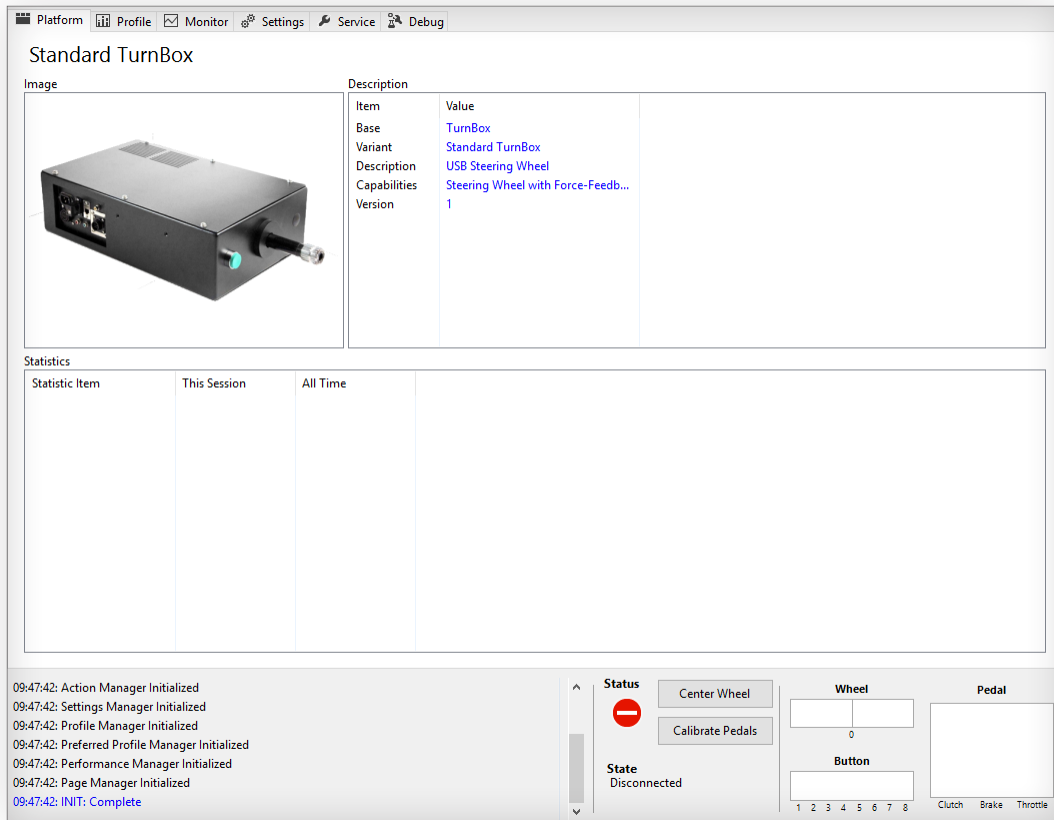 Platform Profile Monitor Settings Service Debug
Standard TurnBox
Image
Description
Item Value
Base TurnBox
Variant Standard TurnBox
Description USB Steering Wheel
Capabilities Steering Wheel with Force-Feedb...
Version 1
Statistics
Statistic Item This Session All Time
09:47:42: Action Manager Initialized
09:47:42: Settings Manager Initialized
09:47:42: Profile Manager Initialized
09:47:42: Preferred Profile Manager Initialized
09:47:42: Performance Manager Initialized
09:47:42: Page Manager Initialized
09:47:42: INIT: Complete
Status
Center Wheel
Calibrate Pedals
State
Disconnected
Wheel
0
Button
1 2 3 4 5 6 7 8
Pedal
Clutch Brake Throttle